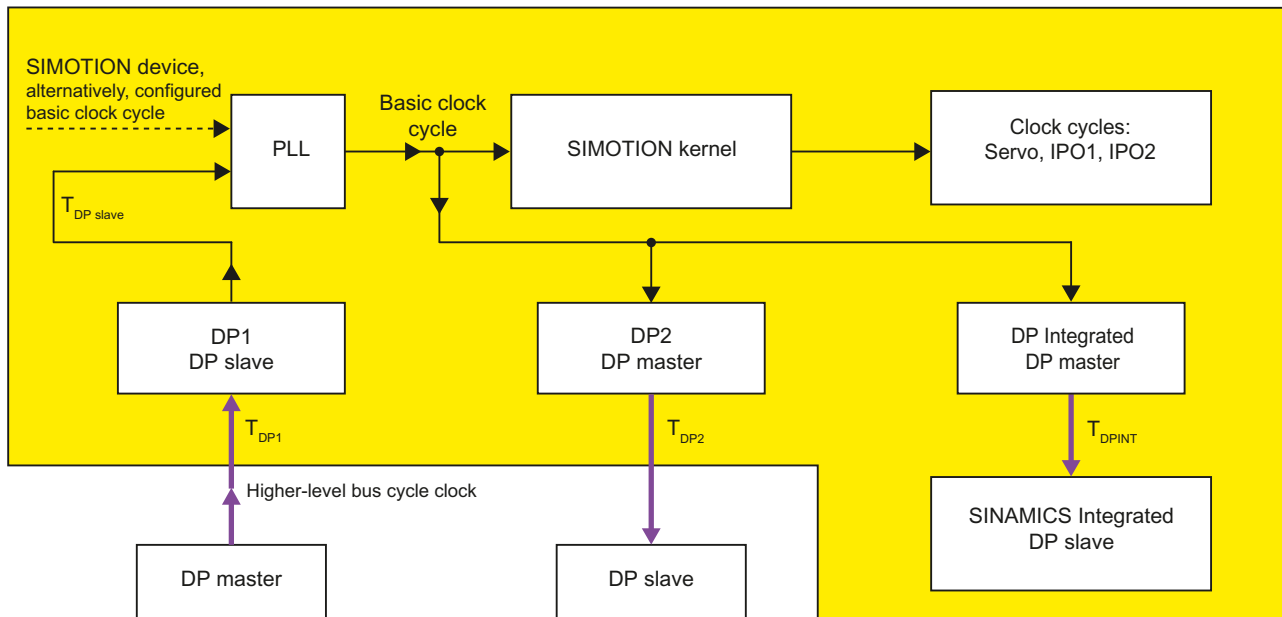 SIMOTION device,
alternatively, configured
basic clock cycle
PLL
Basic clock
cycle
SIMOTION kernel
Clock cycles:
Servo, IPO1, IPO2
T DP slave
DP1
DP slave
DP2
DP master
DP Integrated
DP master
T DP1
T DP2
T DPINT
Higher-level bus cycle clock
SINAMICS Integrated
DP slave
DP master
DP slave